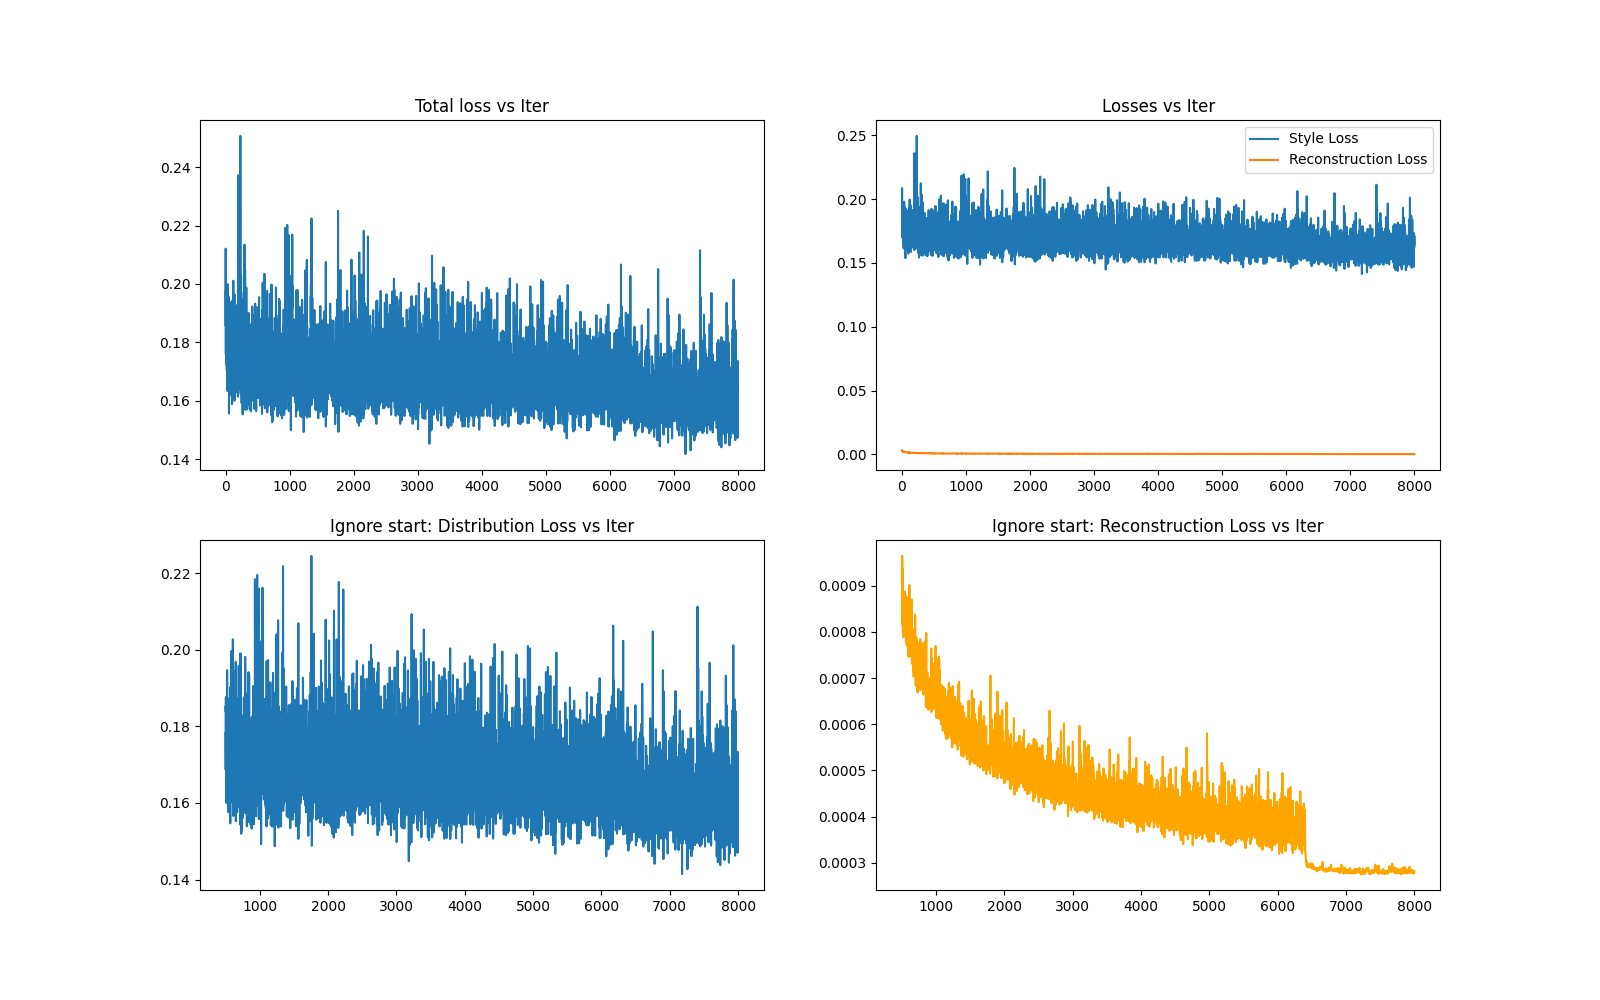 Total loss vs Iter
0.24
0.22
0.20
0.18
0.16
0.14
0 1000 2000 3000 4000 5000 6000 7000 8000
Losses vs Iter
Style Loss
Reconstruction Loss
0.25
0.20
0.15
0.10
0.05
0.00
0 1000 2000 3000 4000 5000 6000 7000 8000
Ignore start: Distribution Loss vs Iter
0.22
0.20
0.18
0.16
0.14
1000 2000 3000 4000 5000 6000 7000 8000
Ignore start: Reconstruction Loss vs Iter
0.0009
0.0008
0.0007
0.0006
0.0005
0.0004
0.0003
1000 2000 3000 4000 5000 6000 7000 8000